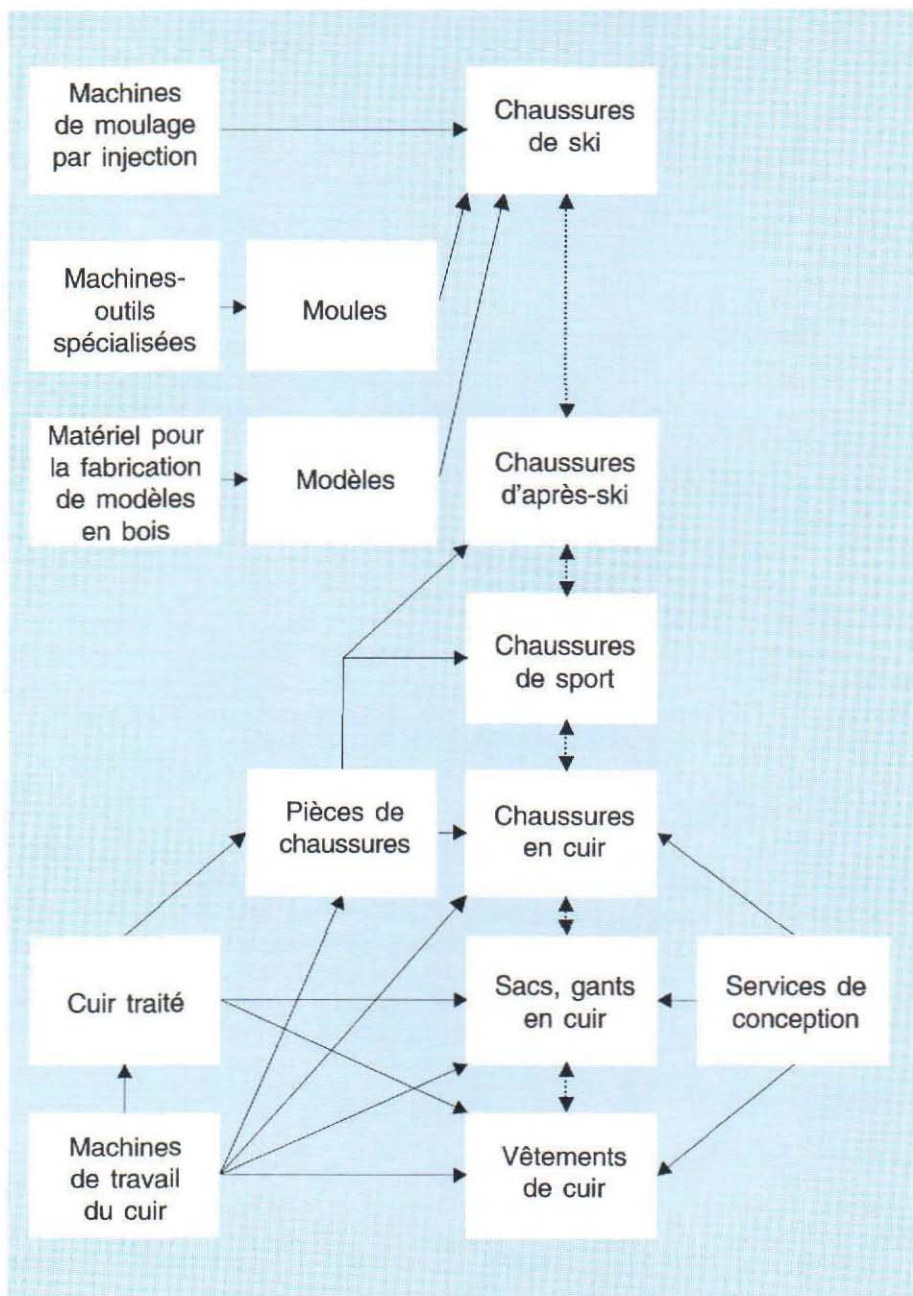 Machines
de moulage
par injection
Chaussures
de ski
Machines-
outils
spécialisées
Moules
Matériel pour
la fabrication
de modèles
en bois
Modèles
Chaussures
d'après-ski
Chaussures
de sport
Pièces de
chaussures
Chaussures
en cuir
Cuir traité
Sacs, gants
en cuir
Services de
conception
Machines
de travail
du cuir
Vêtements
de cuir